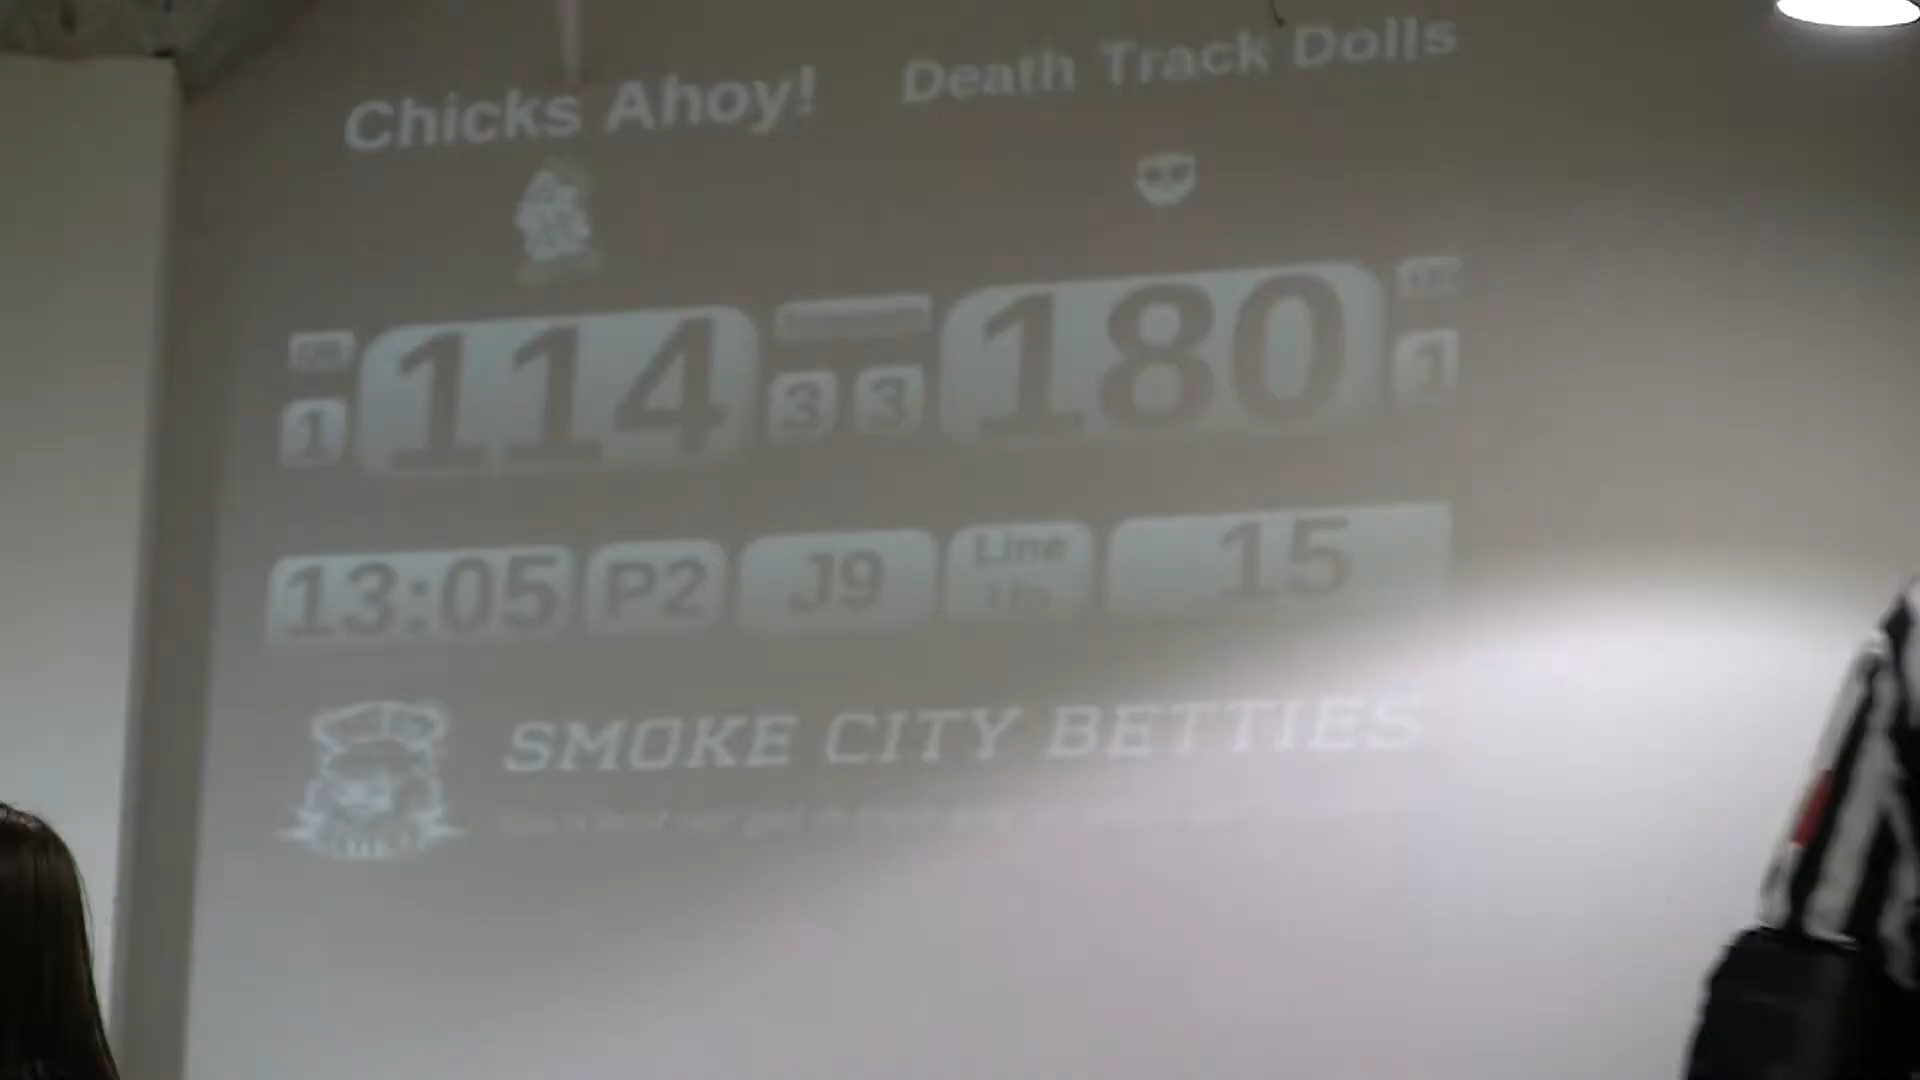 Chicks Ahoy! Death Track Dolls
114 180
1 3 3 1
13:05 P2 J9 Line Up 15
SMOKE CITY BETTIES